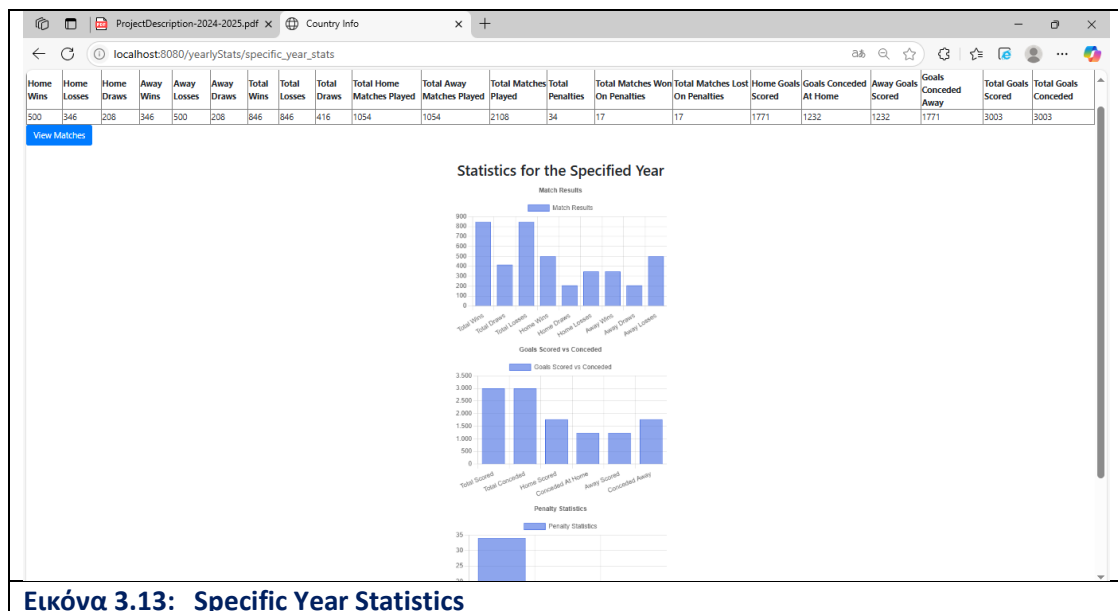 ProjectDescription-2024-2025.pdf
Country Info
localhost:8080/yearlyStats/specific_year_stats
Home Wins Home Losses Home Draws Away Wins Away Losses Away Draws Total Wins Total Losses Total Draws Total Home Matches Played Total Away Matches Played Total Matches Played Total Penalties Total Matches Won On Penalties Total Matches Lost On Penalties Home Goals Scored Goals Conceded At Home Away Goals Scored Goals Conceded Away Total Goals Scored Total Goals Conceded
500 346 208 346 500 208 846 846 416 1054 1054 2108 34 17 17 1771 1232 1232 1771 3003 3003
View Matches
Statistics for the Specified Year
Match Results
Match Results
900
800
700
600
500
400
300
200
100
0
Total Wins Total Draws Total Losses Home Wins Home Draws Home Losses Away Wins Away Draws Away Losses
Goals Scored vs Conceded
Goals Scored vs Conceded
3.500
3.000
2.500
2.000
1.500
1.000
500
0
Total Scored Total Conceded Home Scored Conceded At Home Away Scored Conceded Away
Penalty Statistics
Penalty Statistics
35
30
25
Εικόνα 3.13: Specific Year Statistics